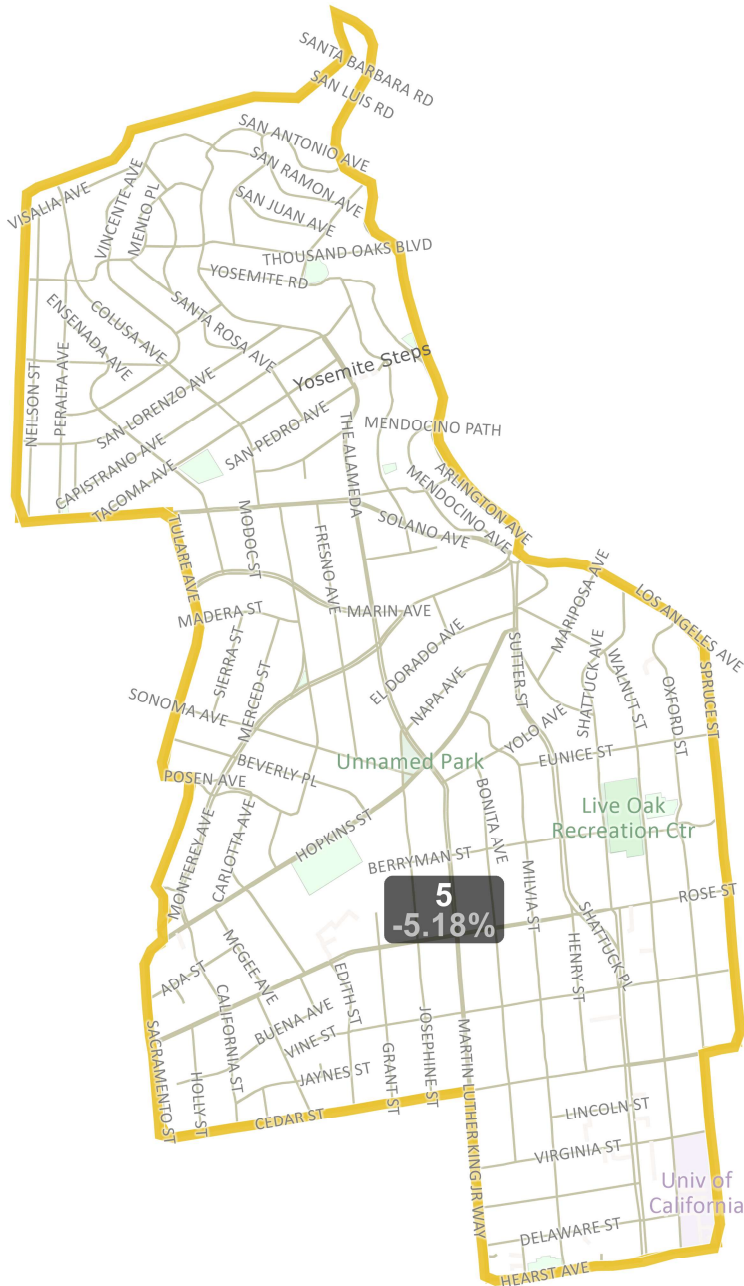 SANTA BARBARA RD
SAN LUIS RD
SAN ANTONIO AVE
SAN RAMON AVE
SAN JUAN AVE
VISALIA AVE
VINCENTE AVE
MENLO PL
THOUSAND OAKS BLVD
YOSEMITE RD
ENSENADA AVE
COLUSA AVE
SANTA ROSA AVE
Yosemite Steps
NEILSON ST
PERALTA AVE
SAN LORENZO AVE
SAN PEDRO AVE
THE ALAMEDA
MENDOCINO PATH
CAPISTRANO AVE
TACOMA AVE
ARLINGTON AVE
MENDOCINO AVE
SOLANO AVE
TULARE AVE
MODOC ST
FRESNO AVE
MARIPOSA AVE
LOS ANGELES AVE
MADERA ST
MARIN AVE
SIERRA ST
MERCED ST
EL DORADO AVE
NAPA AVE
SUTTER ST
SHATTUCK AVE
WALNUT ST
OXFORD ST
SPRUCE ST
SONOMA AVE
YOLO AVE
EUNICE ST
BEVERLY PL
Unnamed Park
POSEN AVE
BONITA AVE
Live Oak
Recreation Ctr
MONTEREY AVE
CARLOTTA AVE
HOPKINS ST
BERRYMAN ST
MILVIA ST
5
-5.18%
ROSE ST
SHATTUCK PL
HENRY ST
ADA ST
MCGEE AVE
EDITH ST
CALIFORNIA ST
BUENA AVE
VINE ST
JOSEPHINE ST
MARTIN LUTHER KING JR WAY
SACRAMENTO ST
HOLLY ST
JAYNES ST
GRANT ST
CEDAR ST
LINCOLN ST
VIRGINIA ST
Univ of
California
DELAWARE ST
HEARST AVE